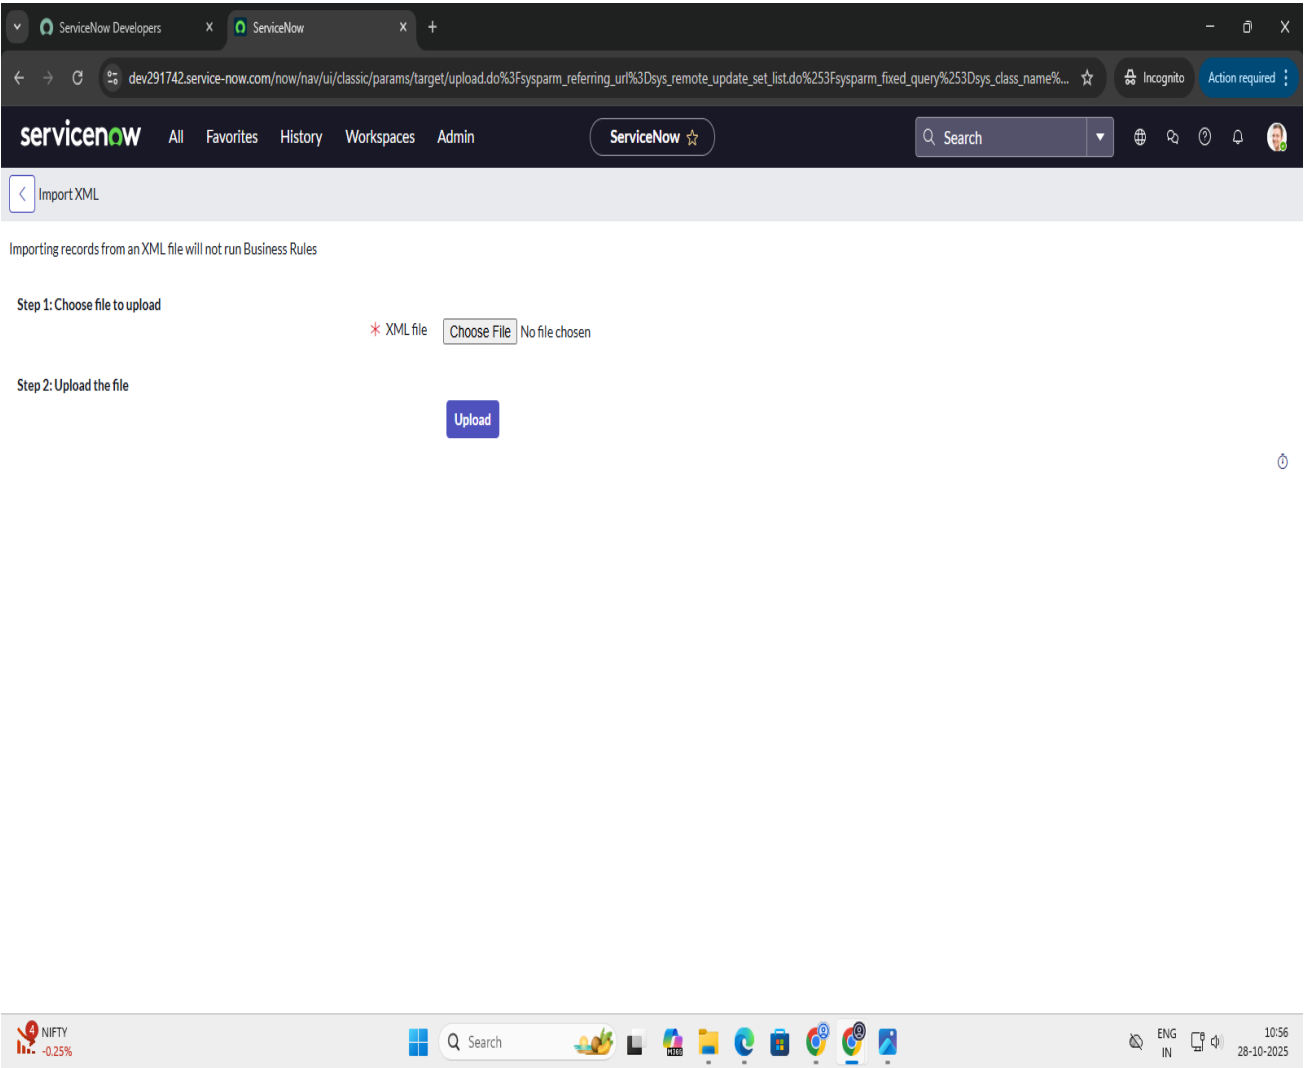 ServiceNow Developers
ServiceNow
dev291742.service-now.com/now/nav/ui/classic/params/target/upload.do%3Fsysparm_referring_url%3Dsys_remote_update_set_list.do%253Fsysparm_fixed_query%253Dsys_class_name%...
Incognito
Action required
servicenow
All
Favorites
History
Workspaces
Admin
ServiceNow
Search
Import XML
Importing records from an XML file will not run Business Rules
Step 1: Choose file to upload
XML file
Choose File No file chosen
Step 2: Upload the file
Upload
4
NIFTY
-0.25%
Search
M365
ENG
IN
10:56
28-10-2025